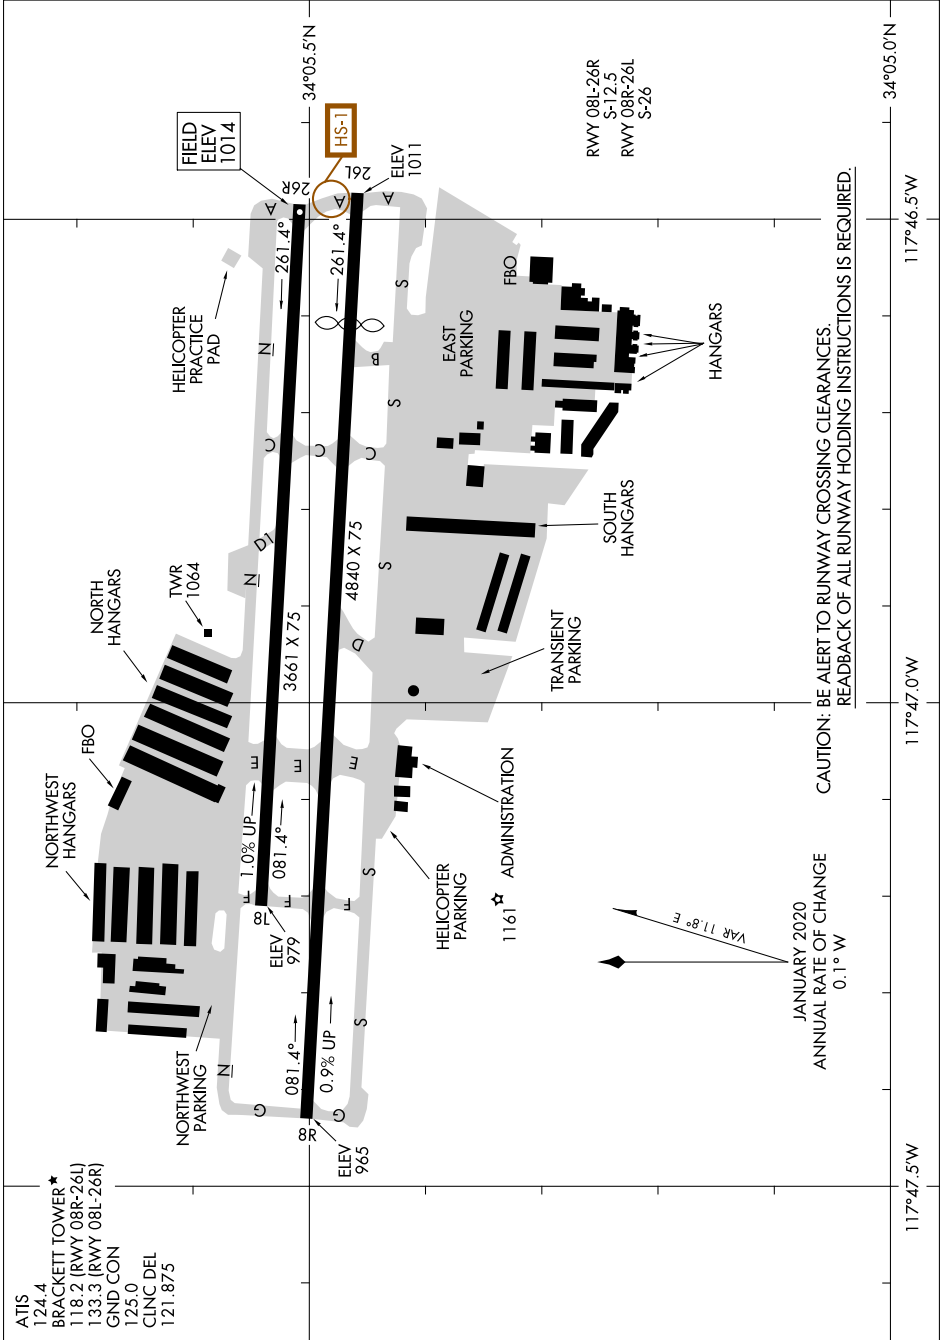 ATIS
124.4
BRACKETT TOWER★
118.2 (RWY 08R-26L)
133.3 (RWY 08L-26R)
GND CON
125.0
CLNC DEL
121.875
NORTHWEST
PARKING
NORTHWEST
HANGARS
FBO
NORTH
HANGARS
TWR
1064
HELICOPTER
PRACTICE
PAD
FIELD
ELEV
1014
HS-1
34°05.5'N
26R
26L
ELEV
1011
A
A
A
261.4°
261.4°
N
N
N
D1
C
C
C
B
S
S
S
S
S
D
E
E
E
F
F
F
G
G
3661 X 75
4840 X 75
1.0% UP
081.4°
8L
ELEV
979
081.4°
0.9% UP
8R
ELEV
965
EAST
PARKING
FBO
HANGARS
SOUTH
HANGARS
TRANSIENT
PARKING
ADMINISTRATION
HELICOPTER
PARKING
1161
RWY 08L-26R
S-12.5
RWY 08R-26L
S-26
VAR 11.8° E
JANUARY 2020
ANNUAL RATE OF CHANGE
0.1° W
CAUTION: BE ALERT TO RUNWAY CROSSING CLEARANCES.
READBACK OF ALL RUNWAY HOLDING INSTRUCTIONS IS REQUIRED.
34°05.0'N
117°47.5'W
117°47.0'W
117°46.5'W